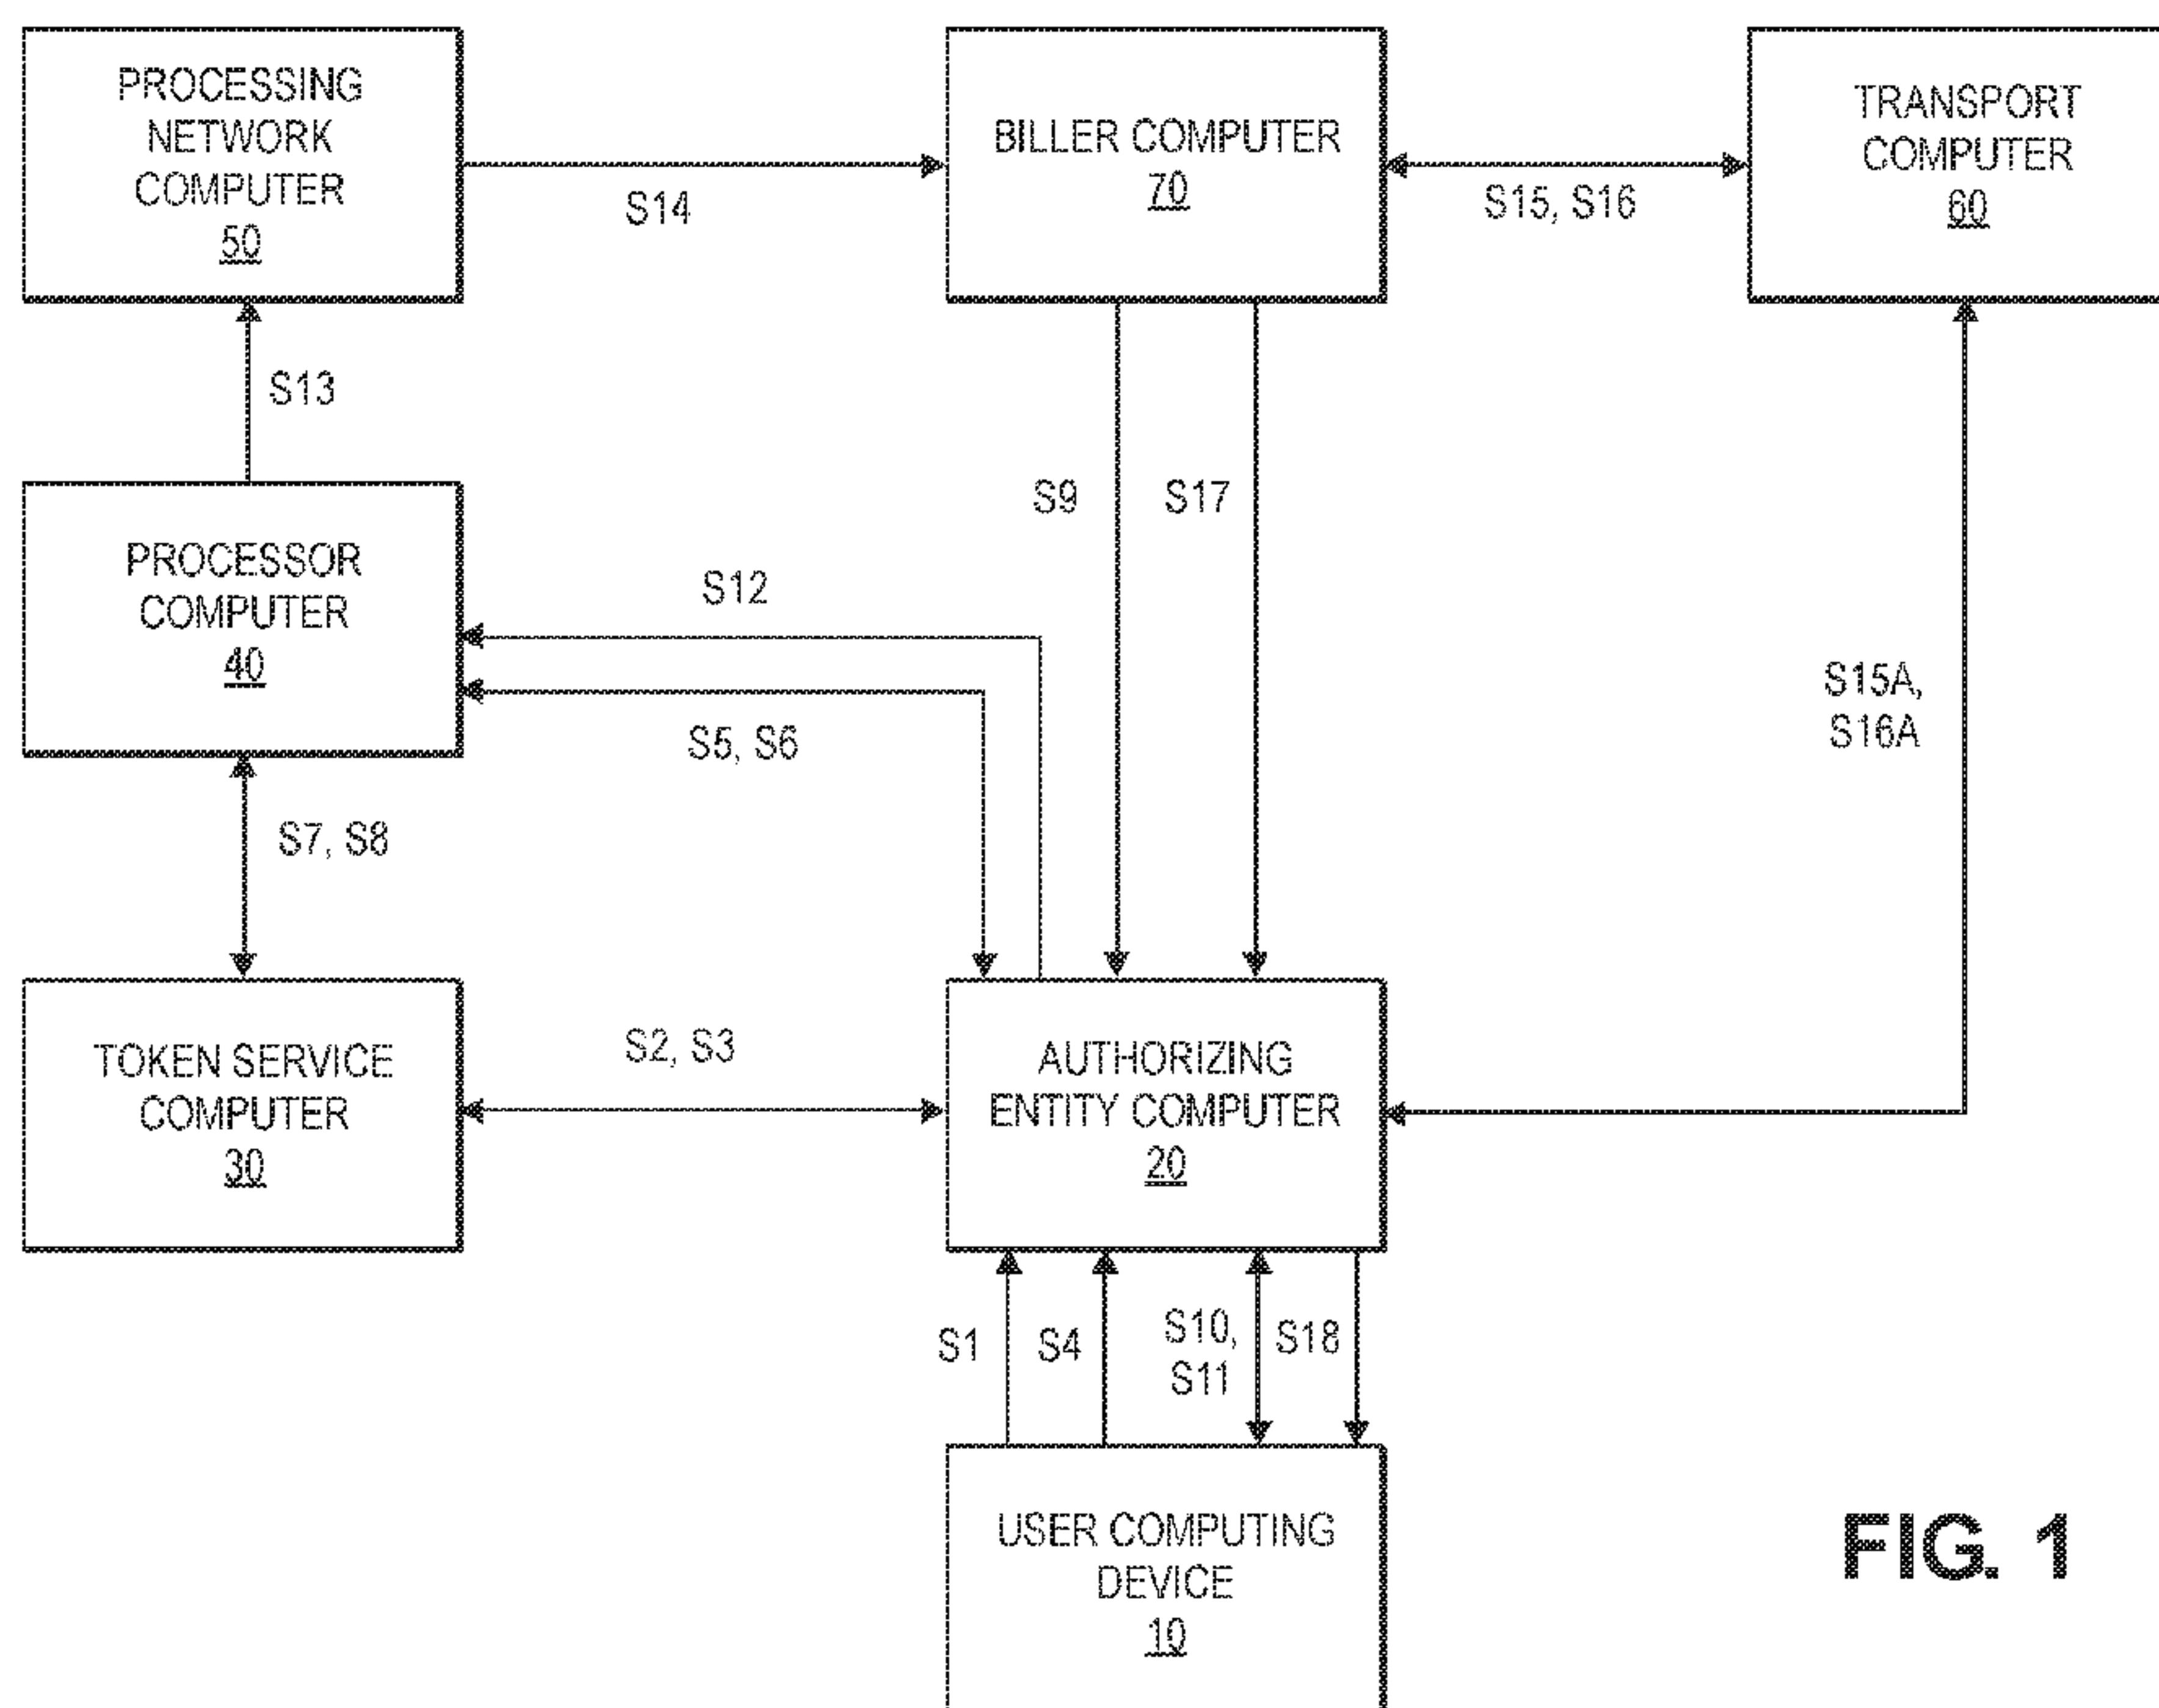 PROCESSING
NETWORK
COMPUTER
50
S14
BILLER COMPUTER
70
S15, S16
TRANSPORT
COMPUTER
60
S13
PROCESSOR
COMPUTER
40
S12
S5, S6
S9
S17
S15A,
S16A
S7, S8
TOKEN SERVICE
COMPUTER
30
S2, S3
AUTHORIZING
ENTITY COMPUTER
20
S1
S4
S10,
S11
S18
USER COMPUTING
DEVICE
10
FIG. 1